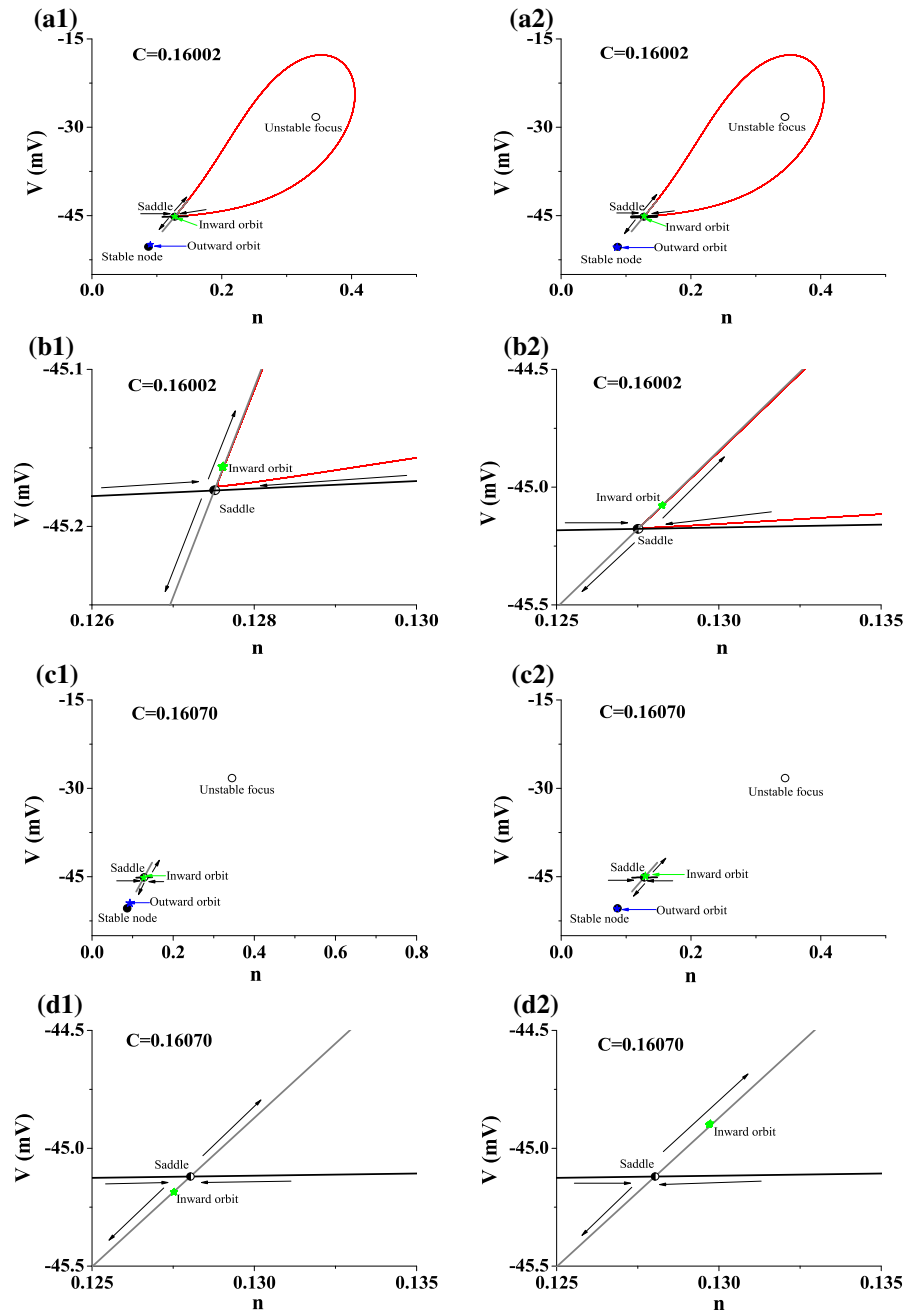 (a1)
-15
C=0.16002
-30
Unstable focus
V (mV)
Saddle
-45
Inward orbit
Outward orbit
Stable node
0.0
0.2
0.4
n
(a2)
-15
C=0.16002
-30
Unstable focus
V (mV)
Saddle
-45
Inward orbit
Outward orbit
Stable node
0.0
0.2
0.4
n
(b1)
-45.1
C=0.16002
V (mV)
Inward orbit
Saddle
-45.2
0.126
0.128
0.130
n
(b2)
-44.5
C=0.16002
V (mV)
-45.0
Inward orbit
Saddle
-45.5
0.125
0.130
0.135
n
(c1)
-15
C=0.16070
-30
Unstable focus
V (mV)
Saddle
-45
Inward orbit
Outward orbit
Stable node
0.0
0.2
0.4
0.6
0.8
n
(c2)
-15
C=0.16070
-30
Unstable focus
V (mV)
Saddle
-45
Inward orbit
Outward orbit
Stable node
0.0
0.2
0.4
n
(d1)
-44.5
C=0.16070
V (mV)
-45.0
Saddle
Inward orbit
-45.5
0.125
0.130
0.135
n
(d2)
-44.5
C=0.16070
V (mV)
-45.0
Inward orbit
Saddle
-45.5
0.125
0.130
0.135
n